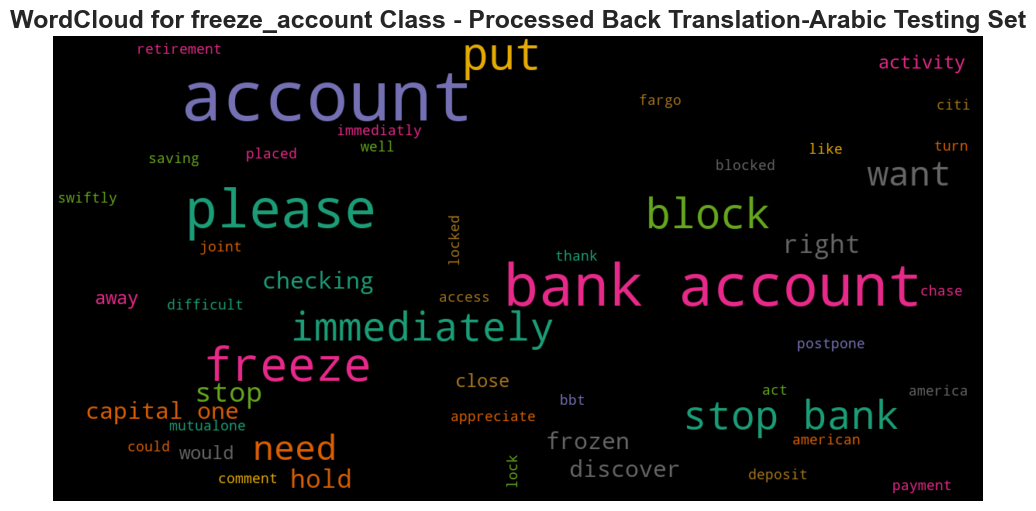 WordCloud for freeze_account Class - Processed Back Translation-Arabic Testing Set
retirement
put
activity
account
fargo
citi
immediatly
well
like
turn
saving
placed
blocked
want
swiftly
please
block
joint
locked
right
thank
checking
bank account
away
difficult
access
chase
immediately
postpone
freeze
stop
close
act
america
capital one
bbt
mutualone
appreciate
stop bank
could
would
need
frozen
american
comment
hold
lock
discover
deposit
payment